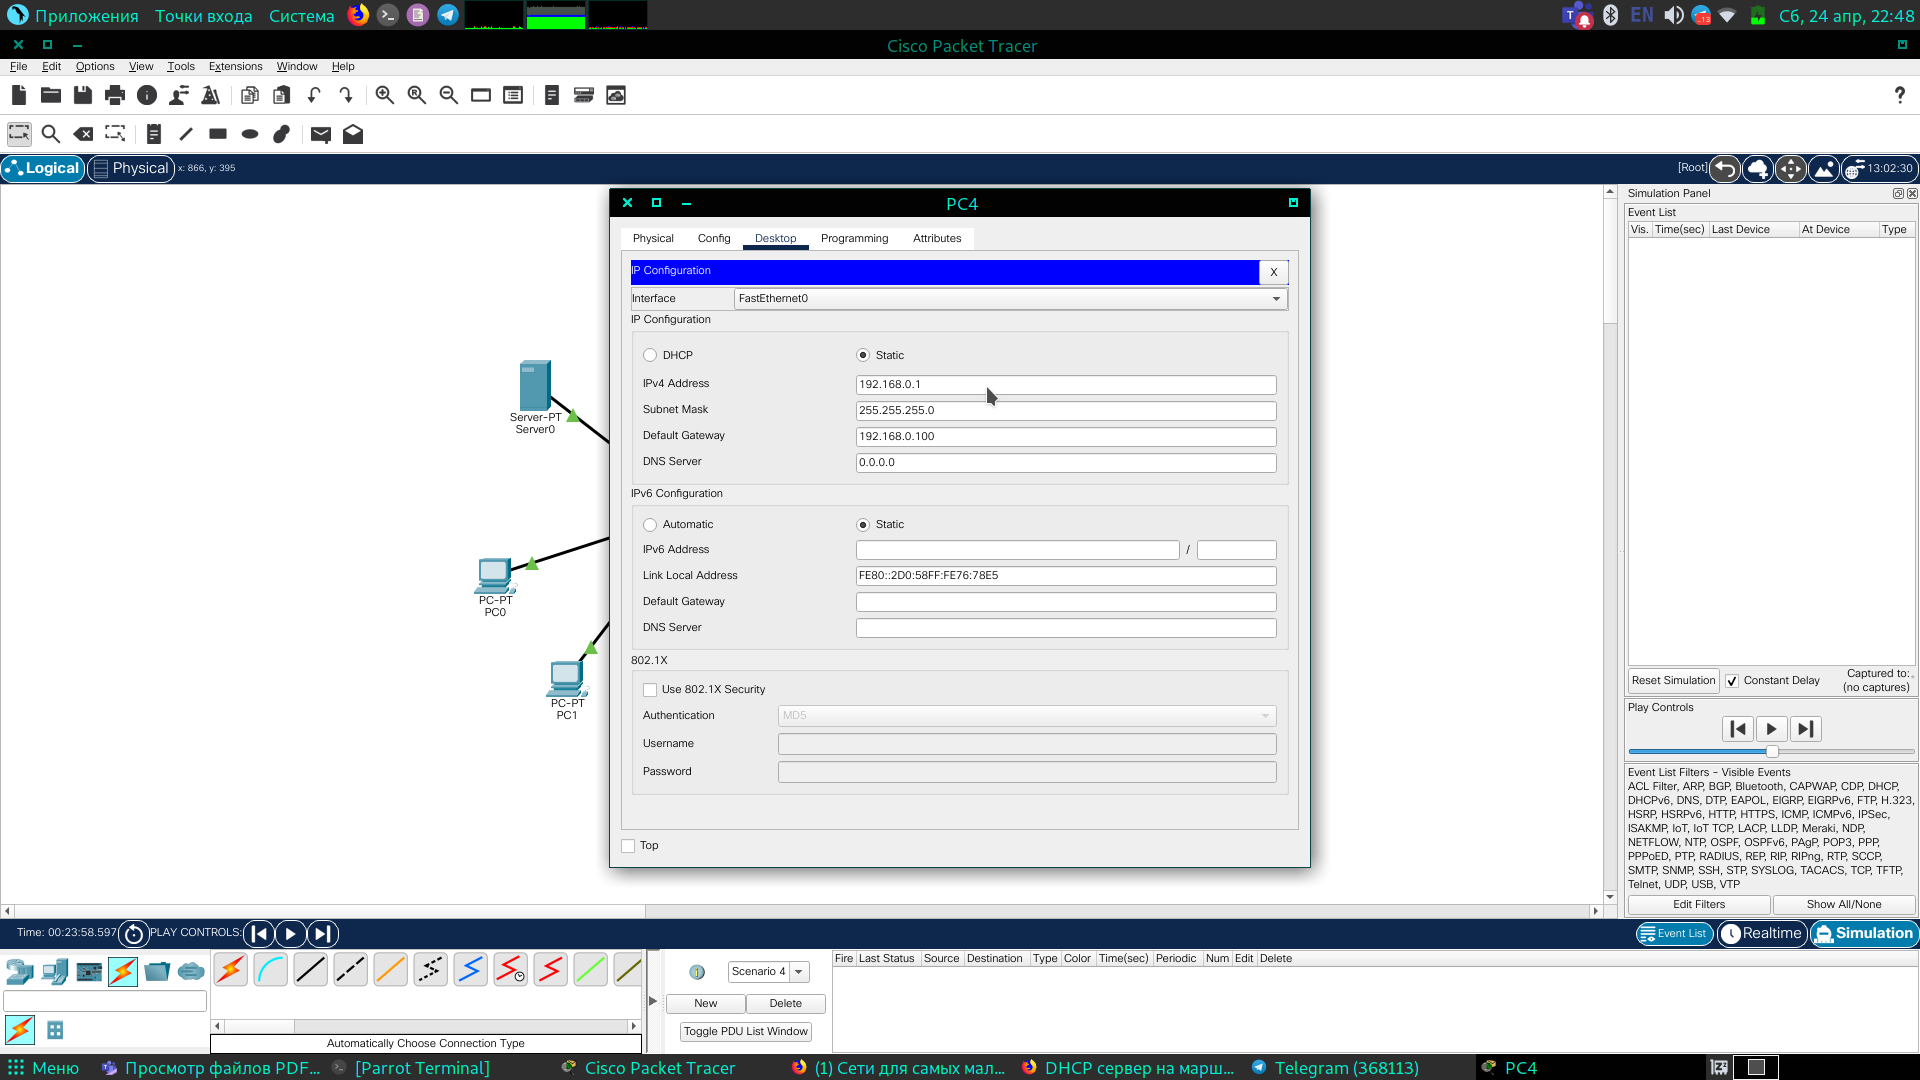 Приложения Точки входа Система EN Сб, 24 апр, 22:48
Cisco Packet Tracer
File Edit Options View Tools Extensions Window Help
Logical Physical x: 866, y: 395 [Root] 13:02:30
PC4
Physical Config Desktop Programming Attributes
IP Configuration X
Interface FastEthernet0
IP Configuration
DHCP Static
IPv4 Address 192.168.0.1
Subnet Mask 255.255.255.0
Default Gateway 192.168.0.100
DNS Server 0.0.0.0
IPv6 Configuration
Automatic Static
IPv6 Address /
Link Local Address FE80::2D0:58FF:FE76:78E5
Default Gateway
DNS Server
802.1X
Use 802.1X Security
Authentication MD5
Username
Password
Top
Server-PT
Server0
PC-PT
PC0
PC-PT
PC1
Simulation Panel
Event List
Vis. Time(sec) Last Device At Device Type
Reset Simulation Constant Delay Captured to:
(no captures)
Play Controls
Event List Filters - Visible Events
ACL Filter, ARP, BGP, Bluetooth, CAPWAP, CDP, DHCP,
DHCPv6, DNS, DTP, EAPOL, EIGRP, EIGRPv6, FTP, H.323,
HSRP, HSRPv6, HTTP, HTTPS, ICMP, ICMPv6, IPSec,
ISAKMP, IoT, IoT TCP, LACP, LLDP, Meraki, NDP,
NETFLOW, NTP, OSPF, OSPFv6, PAgP, POP3, PPP,
PPPoED, PTP, RADIUS, REP, RIP, RIPng, RTP, SCCP,
SMTP, SNMP, SSH, STP, SYSLOG, TACACS, TCP, TFTP,
Telnet, UDP, USB, VTP
Edit Filters Show All/None
Time: 00:23:58.597 PLAY CONTROLS: Event List Realtime Simulation
Scenario 4
New Delete
Toggle PDU List Window
Fire Last Status Source Destination Type Color Time(sec) Periodic Num Edit Delete
Automatically Choose Connection Type
Меню Просмотр файлов PDF... [Parrot Terminal] Cisco Packet Tracer (1) Сети для самых мал... DHCP сервер на марш... Telegram (368113) PC4